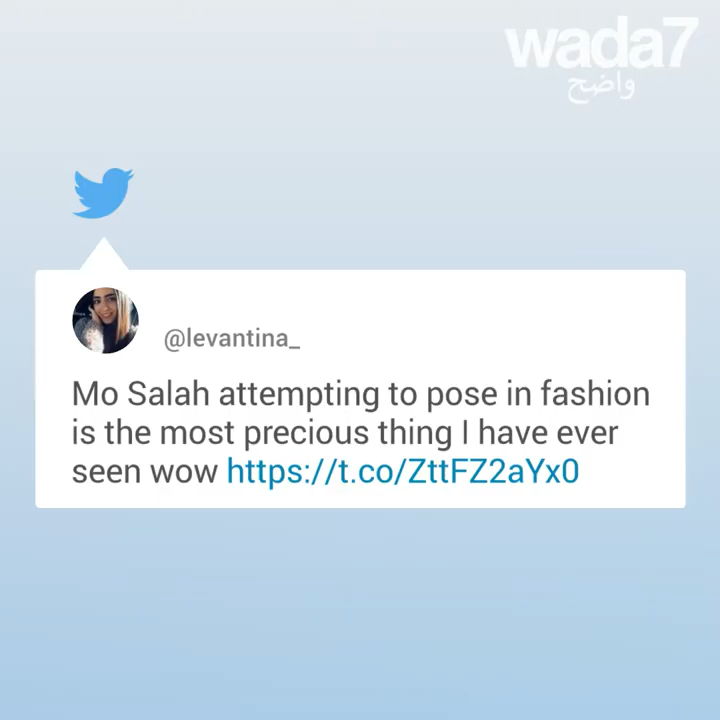 wada7
واضح
@levantina_
Mo Salah attempting to pose in fashion
is the most precious thing I have ever
seen wow https://t.co/ZttFZ2aYx0